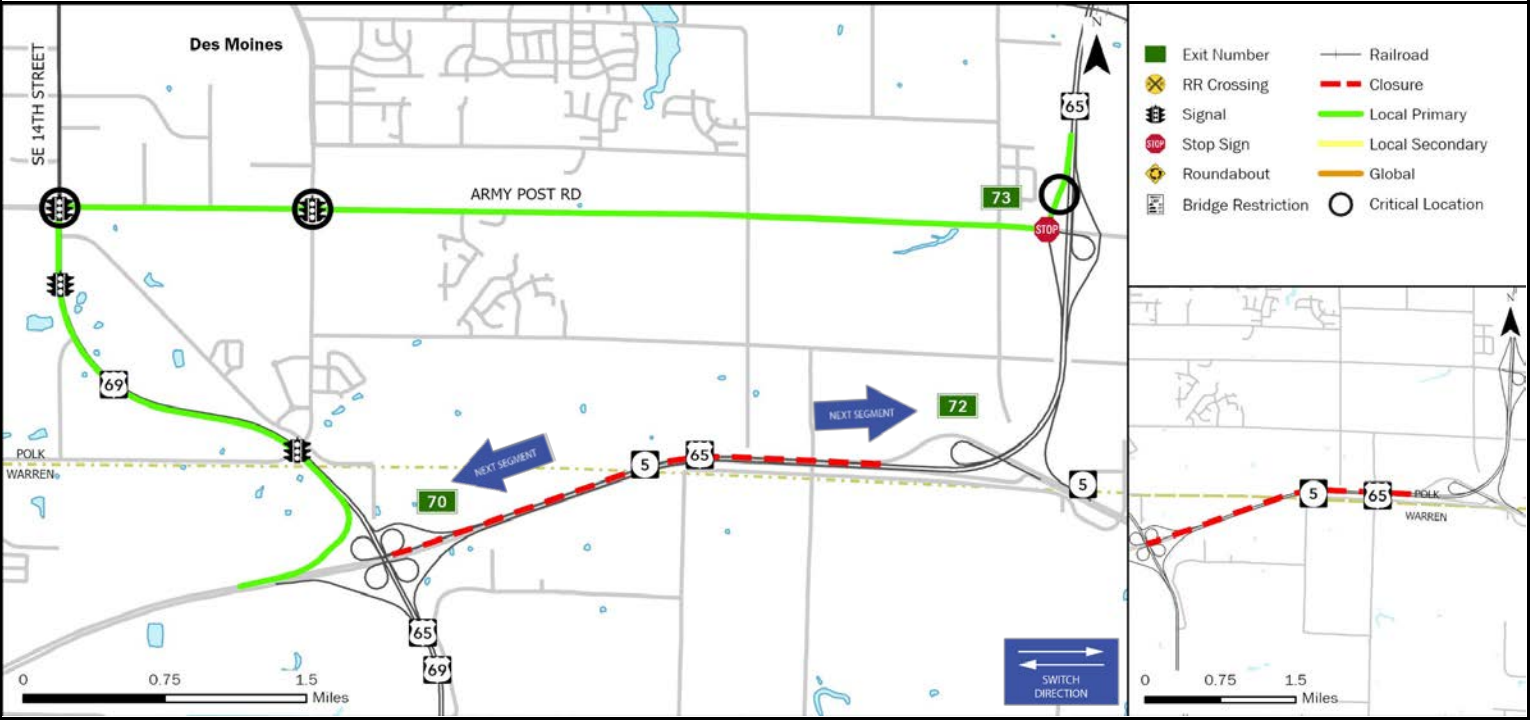 Des Moines
SE 14TH STREET
N
65
ARMY POST RD
73
STOP
69
NEXT SEGMENT
72
POLK
WARREN
NEXT SEGMENT
5
65
70
5
65
69
0 0.75 1.5
Miles
SWITCH
DIRECTION
Exit Number
RR Crossing
Signal
STOP
Stop Sign
Roundabout
Bridge Restriction
Railroad
Closure
Local Primary
Local Secondary
Global
Critical Location
N
5
65
POLK
WARREN
0 0.75 1.5
Miles